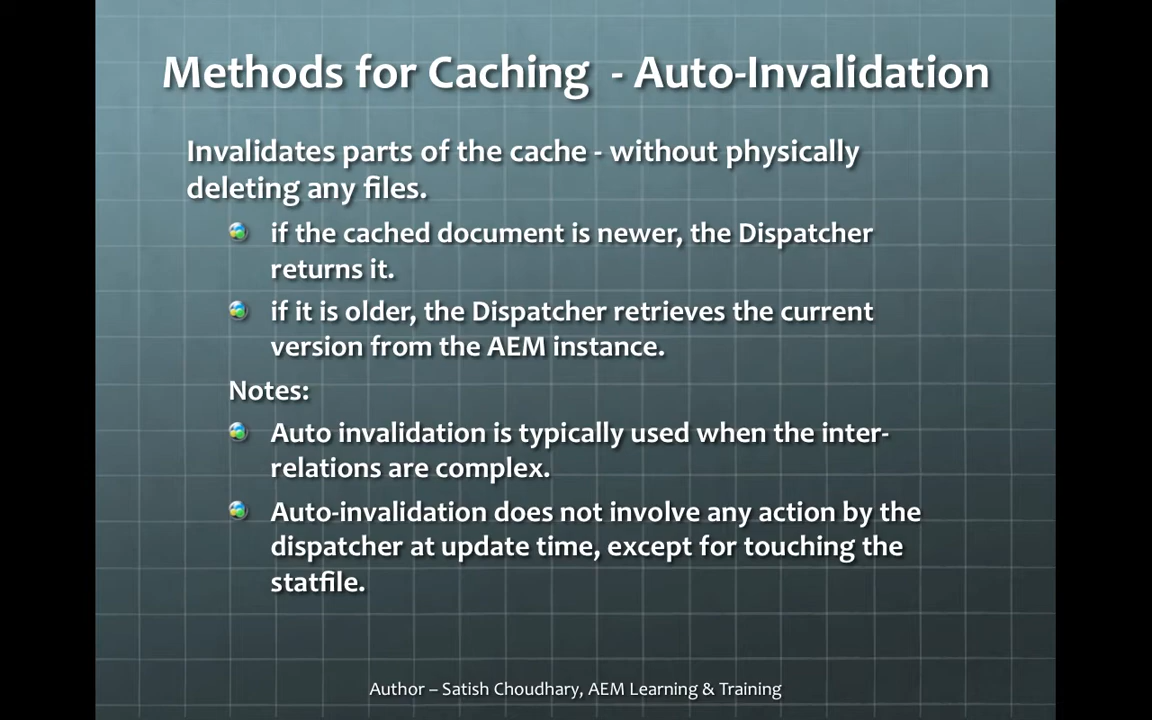 Methods for Caching - Auto-Invalidation
Invalidates parts of the cache - without physically
deleting any files.
if the cached document is newer, the Dispatcher
returns it.
if it is older, the Dispatcher retrieves the current
version from the AEM instance.
Notes:
Auto invalidation is typically used when the inter-
relations are complex.
Auto-invalidation does not involve any action by the
dispatcher at update time, except for touching the
statfile.
Author – Satish Choudhary, AEM Learning & Training